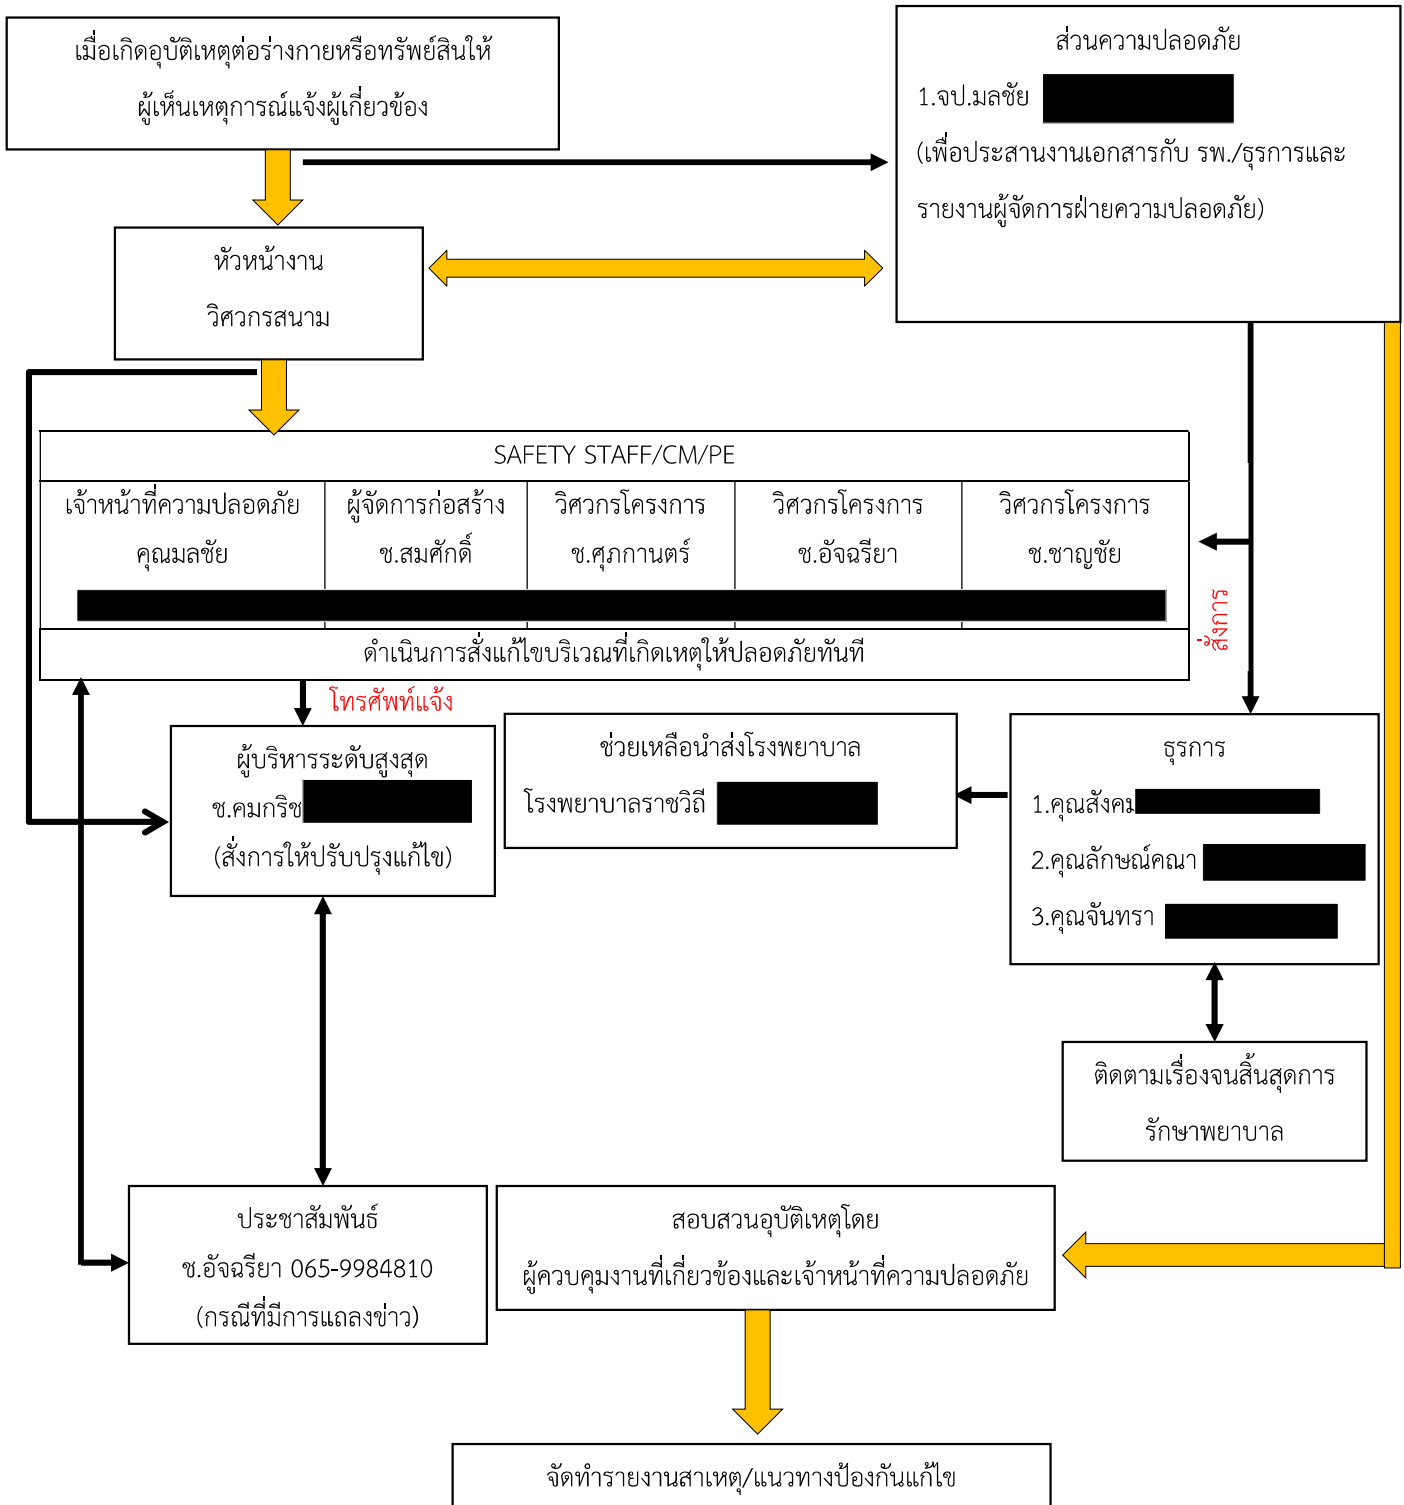 เมื่อเกิดอุบัติเหตุต่อร่างกายหรือทรัพย์สินให้
ผู้เห็นเหตุการณ์แจ้งผู้เกี่ยวข้อง
ส่วนความปลอดภัย
1.จป.มลชัย
(เพื่อประสานงานเอกสารกับ รพ./ธุรการและ
รายงานผู้จัดการฝ่ายความปลอดภัย)
หัวหน้างาน
วิศวกรสนาม
SAFETY STAFF/CM/PE
เจ้าหน้าที่ความปลอดภัย
คุณมลชัย
ผู้จัดการก่อสร้าง
ช.สมศักดิ์
วิศวกรโครงการ
ช.ศุภกานตร์
วิศวกรโครงการ
ช.อัจฉรียา
วิศวกรโครงการ
ช.ชาญชัย
ดำเนินการสั่งแก้ไขบริเวณที่เกิดเหตุให้ปลอดภัยทันที
สั่งการ
โทรศัพท์แจ้ง
ผู้บริหารระดับสูงสุด
ช.คมกริช
(สั่งการให้ปรับปรุงแก้ไข)
ช่วยเหลือนำส่งโรงพยาบาล
โรงพยาบาลราชวิถี
ธุรการ
1.คุณสังคม
2.คุณลักษณ์คณา
3.คุณจันทรา
ติดตามเรื่องจนสิ้นสุดการ
รักษาพยาบาล
ประชาสัมพันธ์
ช.อัจฉรียา 065-9984810
(กรณีที่มีการแถลงข่าว)
สอบสวนอุบัติเหตุโดย
ผู้ควบคุมงานที่เกี่ยวข้องและเจ้าหน้าที่ความปลอดภัย
จัดทำรายงานสาเหตุ/แนวทางป้องกันแก้ไข